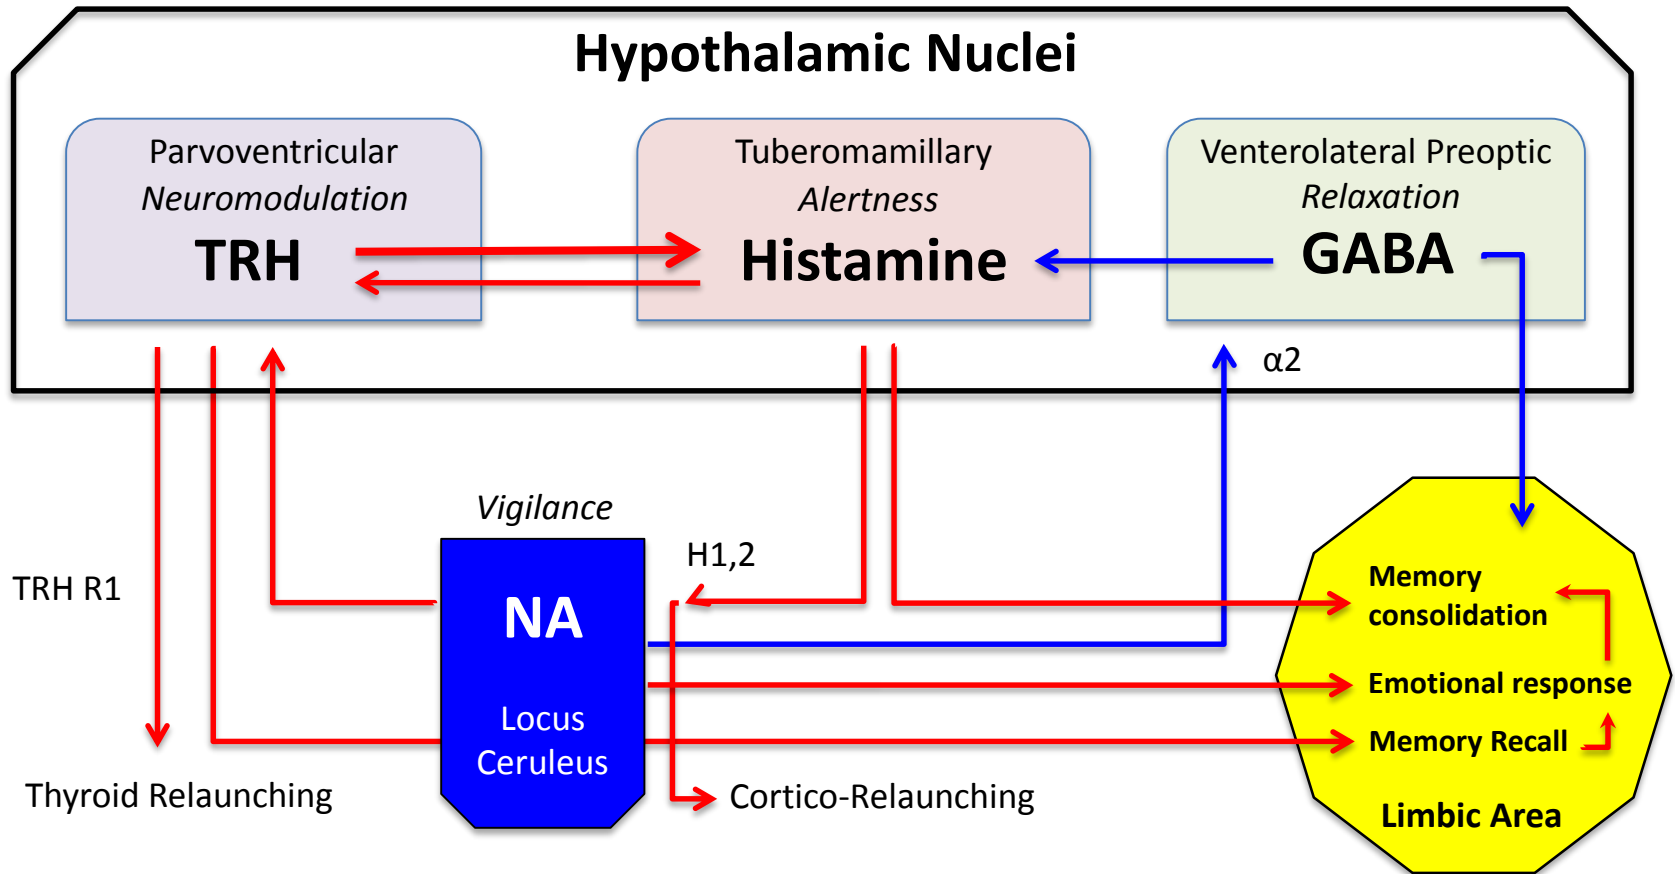 Hypothalamic Nuclei
Parvoventricular
Neuromodulation
TRH
Tuberomamillary
Alertness
Histamine
Venterolateral Preoptic
Relaxation
GABA
α2
Vigilance
H1,2
TRH R1
NA
Locus
Ceruleus
Memory
consolidation
Emotional response
Memory Recall
Limbic Area
Thyroid Relaunching
Cortico-Relaunching